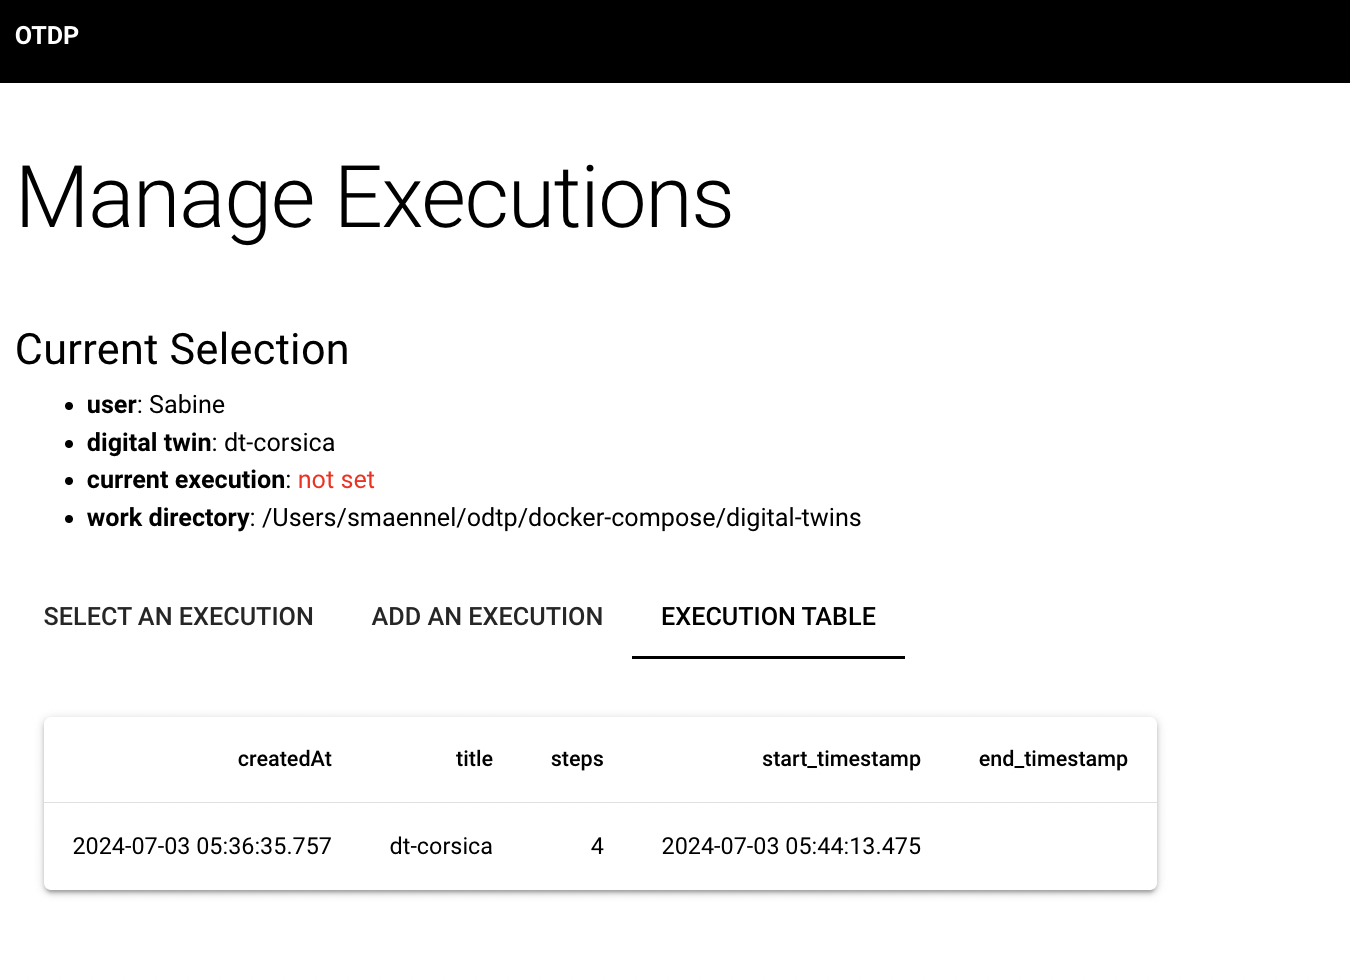 OTDP
Manage Executions
Current Selection
user: Sabine
digital twin: dt-corsica
current execution: not set
work directory: /Users/smaennel/odtp/docker-compose/digital-twins
SELECT AN EXECUTION ADD AN EXECUTION EXECUTION TABLE
createdAt title steps start_timestamp end_timestamp
2024-07-03 05:36:35.757 dt-corsica 4 2024-07-03 05:44:13.475